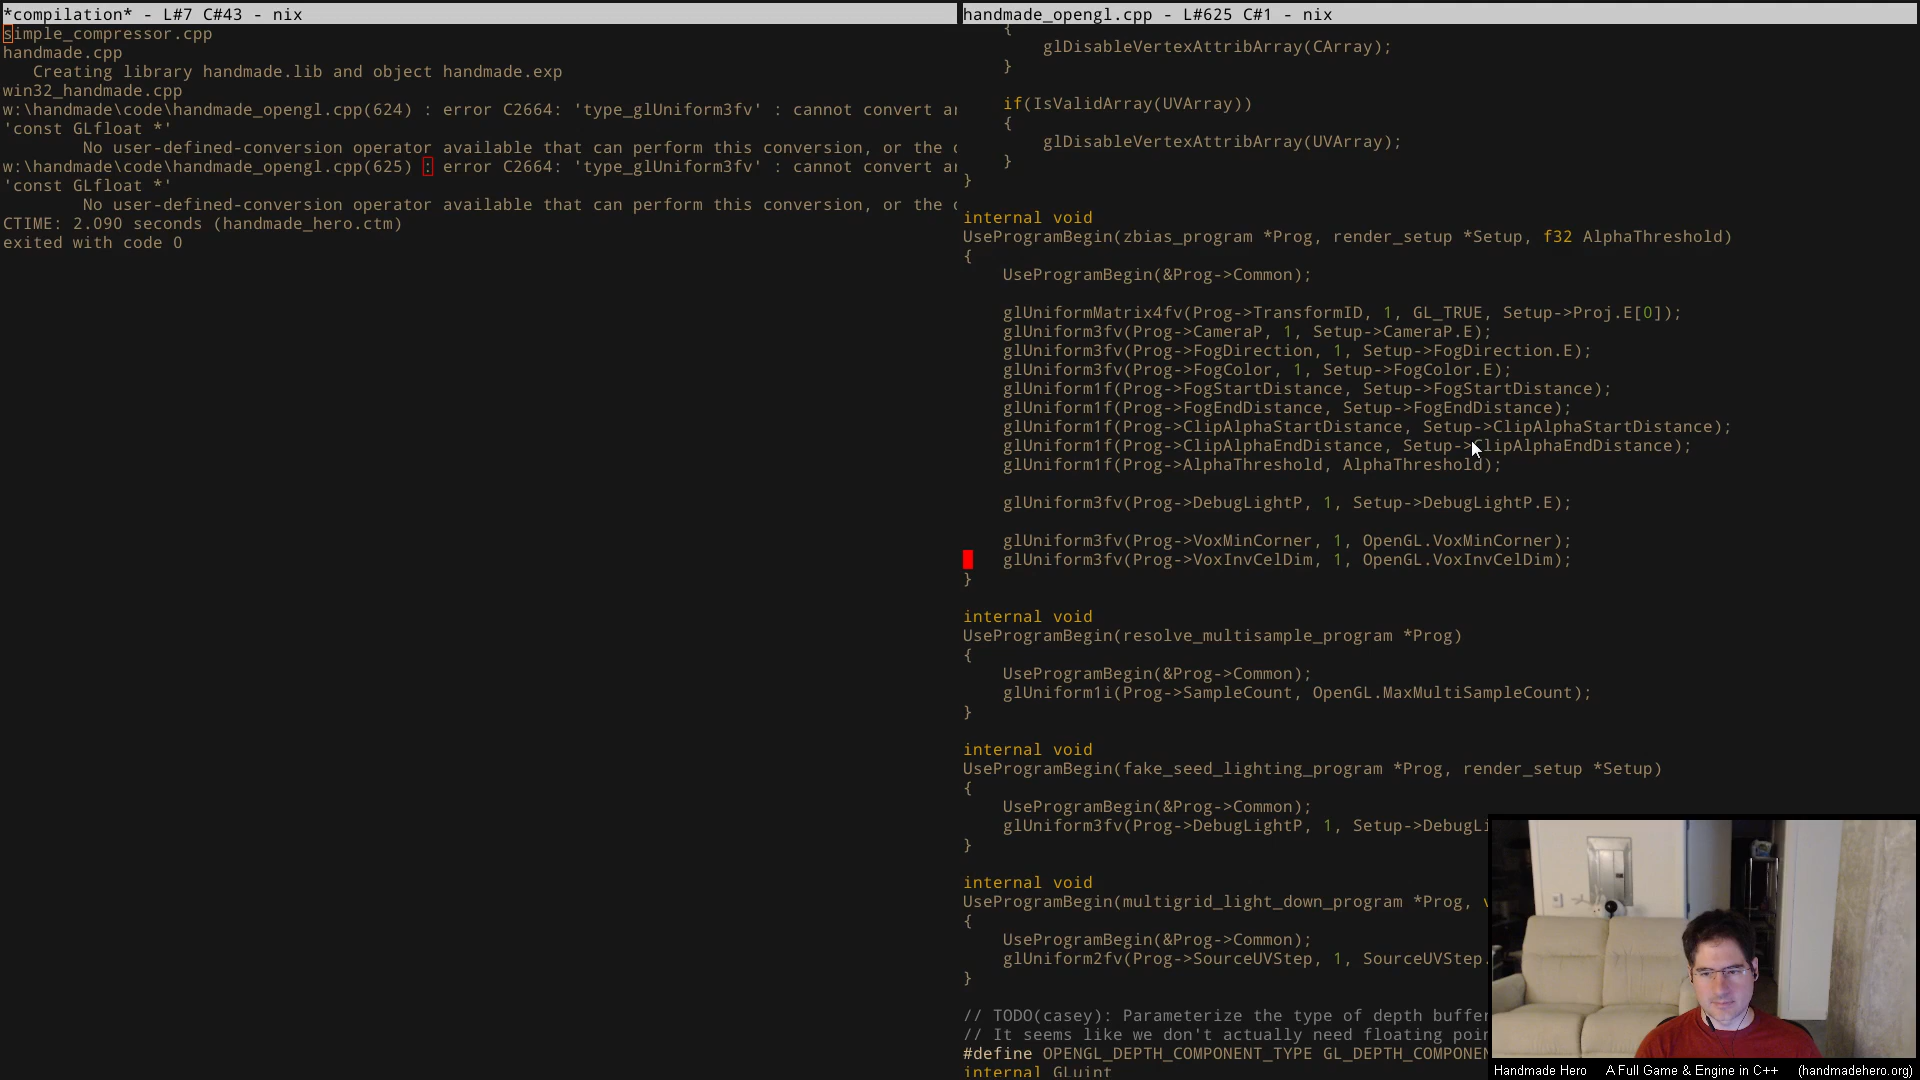 *compilation* - L#7 C#43 - nix
simple_compressor.cpp
handmade.cpp
   Creating library handmade.lib and object handmade.exp
win32_handmade.cpp
w:\handmade\code\handmade_opengl.cpp(624) : error C2664: 'type_glUniform3fv' : cannot convert ar
'const GLfloat *'
        No user-defined-conversion operator available that can perform this conversion, or the
w:\handmade\code\handmade_opengl.cpp(625) : error C2664: 'type_glUniform3fv' : cannot convert ar
'const GLfloat *'
        No user-defined-conversion operator available that can perform this conversion, or the
CTIME: 2.090 seconds (handmade_hero.ctm)
exited with code 0
handmade_opengl.cpp - L#625 C#1 - nix
    {
        glDisableVertexAttribArray(CArray);
    }
    if(IsValidArray(UVArray))
    {
        glDisableVertexAttribArray(UVArray);
    }
}
internal void
UseProgramBegin(zbias_program *Prog, render_setup *Setup, f32 AlphaThreshold)
{
    UseProgramBegin(&Prog->Common);
    glUniformMatrix4fv(Prog->TransformID, 1, GL_TRUE, Setup->Proj.E[0]);
    glUniform3fv(Prog->CameraP, 1, Setup->CameraP.E);
    glUniform3fv(Prog->FogDirection, 1, Setup->FogDirection.E);
    glUniform3fv(Prog->FogColor, 1, Setup->FogColor.E);
    glUniform1f(Prog->FogStartDistance, Setup->FogStartDistance);
    glUniform1f(Prog->FogEndDistance, Setup->FogEndDistance);
    glUniform1f(Prog->ClipAlphaStartDistance, Setup->ClipAlphaStartDistance);
    glUniform1f(Prog->ClipAlphaEndDistance, Setup->ClipAlphaEndDistance);
    glUniform1f(Prog->AlphaThreshold, AlphaThreshold);
    glUniform3fv(Prog->DebugLightP, 1, Setup->DebugLightP.E);
    glUniform3fv(Prog->VoxMinCorner, 1, OpenGL.VoxMinCorner);
    glUniform3fv(Prog->VoxInvCelDim, 1, OpenGL.VoxInvCelDim);
}
internal void
UseProgramBegin(resolve_multisample_program *Prog)
{
    UseProgramBegin(&Prog->Common);
    glUniform1i(Prog->SampleCount, OpenGL.MaxMultiSampleCount);
}
internal void
UseProgramBegin(fake_seed_lighting_program *Prog, render_setup *Setup)
{
    UseProgramBegin(&Prog->Common);
    glUniform3fv(Prog->DebugLightP, 1, Setup->DebugLi
}
internal void
UseProgramBegin(multigrid_light_down_program *Prog,
{
    UseProgramBegin(&Prog->Common);
    glUniform2fv(Prog->SourceUVStep, 1, SourceUVStep.
}
// TODO(casey): Parameterize the type of depth buffer
// It seems like we don't actually need floating poin
#define OPENGL_DEPTH_COMPONENT_TYPE GL_DEPTH_COMPONEN
internal GLuint
Handmade Hero A Full Game & Engine in C++ (handmadehero.org)